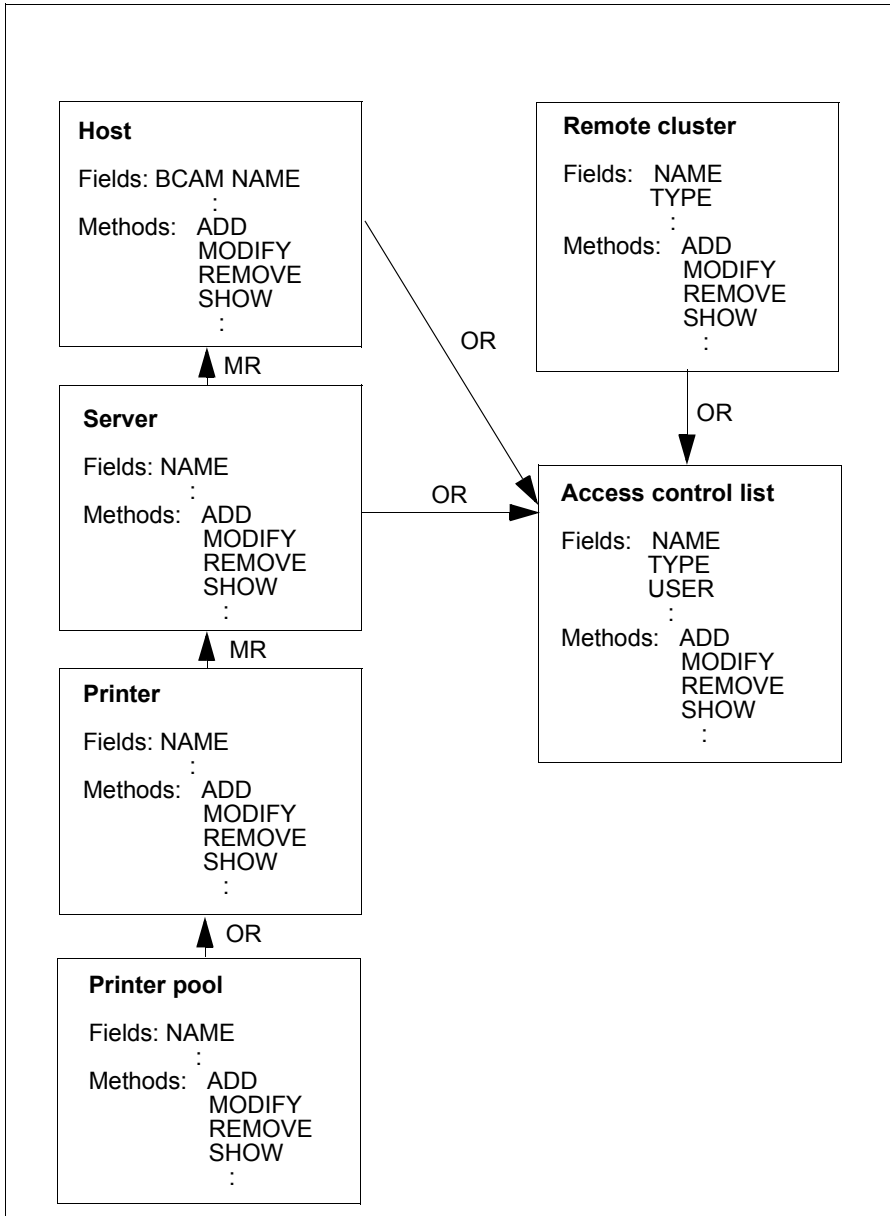 Host
Fields: BCAM NAME
:
Methods: ADD
MODIFY
REMOVE
SHOW
:
MR
Server
Fields: NAME
:
Methods: ADD
MODIFY
REMOVE
SHOW
:
MR
Printer
Fields: NAME
:
Methods: ADD
MODIFY
REMOVE
SHOW
:
OR
Printer pool
Fields: NAME
:
Methods: ADD
MODIFY
REMOVE
SHOW
:
OR
OR
Remote cluster
Fields: NAME
TYPE
:
Methods: ADD
MODIFY
REMOVE
SHOW
:
OR
Access control list
Fields: NAME
TYPE
USER
:
Methods: ADD
MODIFY
REMOVE
SHOW
: